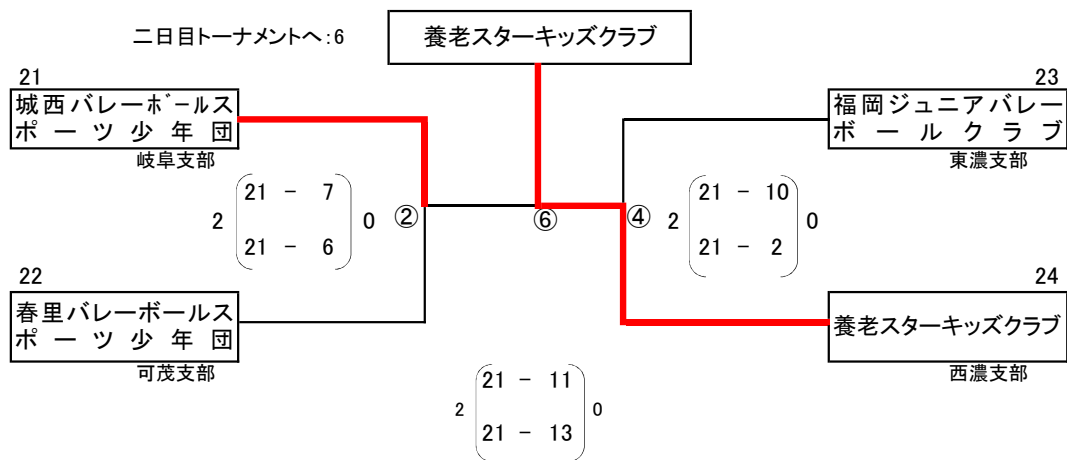 二日目トーナメントへ:6
養老スターキッズクラブ
21
城西バレーボールス
ポーツ少年団
岐阜支部
23
福岡ジュニアバレー
ボールクラブ
東濃支部
2 21 - 7 0
21 - 6
②
⑥
④
2 21 - 10 0
21 - 2
22
春里バレーボールス
ポーツ少年団
可茂支部
24
養老スターキッズクラブ
西濃支部
2 21 - 11 0
21 - 13